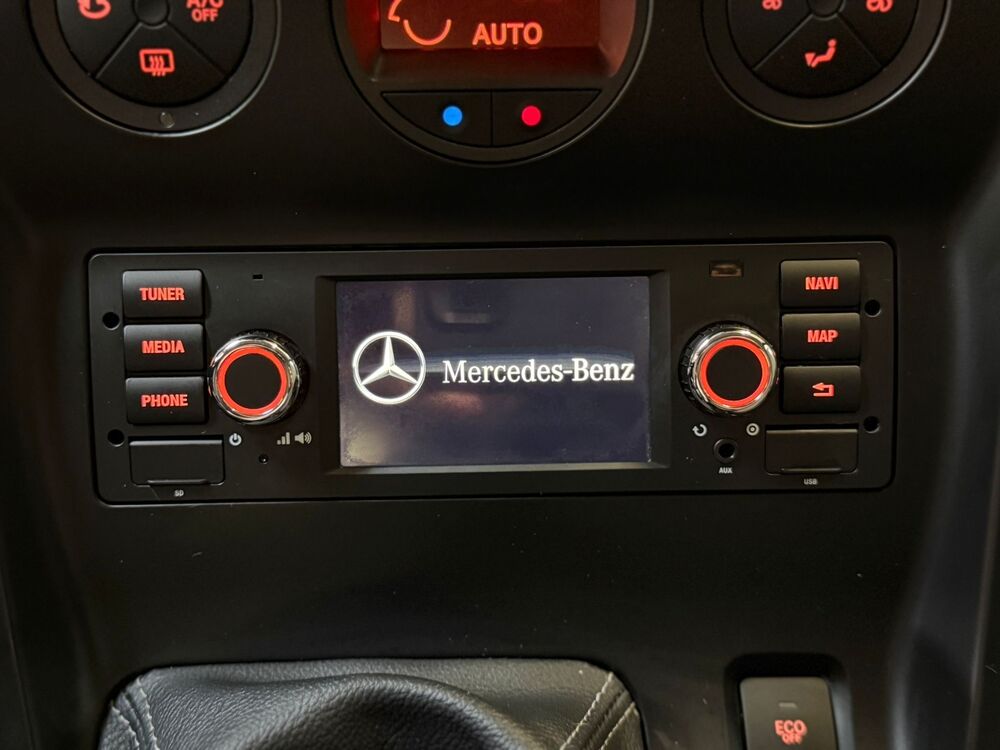 A/C
OFF
AUTO
TUNER
NAVI
MEDIA
MAP
PHONE
Mercedes-Benz
SD
AUX
USB
ECO
OFF